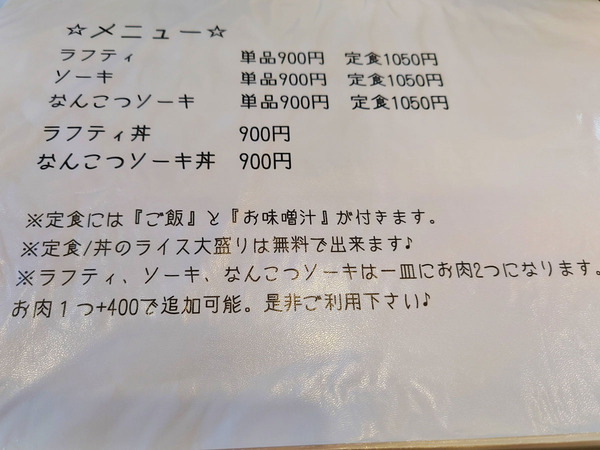 ☆メニュー☆
ラフティ 単品900円 定食1050円
ソーキ 単品900円 定食1050円
なんこつソーキ 単品900円 定食1050円
ラフティ丼 900円
なんこつソーキ丼 900円
※定食には『ご飯』と『お味噌汁』が付きます。
※定食/丼のライス大盛りは無料で出来ます♪
※ラフティ、ソーキ、なんこつソーキは一皿にお肉2つになります。
お肉１つ+400で追加可能。是非ご利用下さい♪